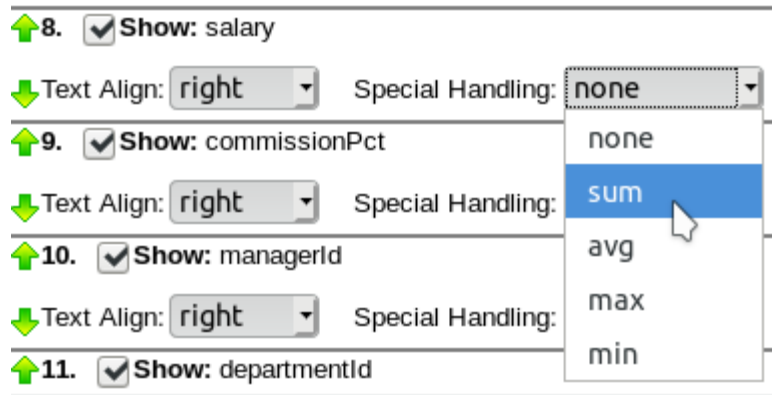 8. Show: salary
Text Align: right Special Handling: none
9. Show: commissionPct
none
Text Align: right Special Handling:
sum
10. Show: managerId
avg
Text Align: right Special Handling:
max
11. Show: departmentId
min